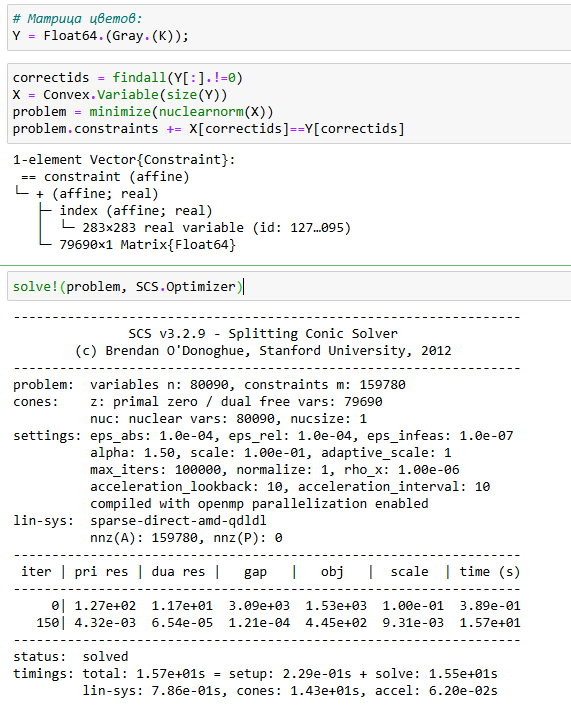 # Матрица цветов:
Y = Float64.(Gray.(K));
correctids = findall(Y[:].!=0)
X = Convex.Variable(size(Y))
problem = minimize(nuclearnorm(X))
problem.constraints += X[correctids]==Y[correctids]
1-element Vector{Constraint}:
 == constraint (affine)
└─ + (affine; real)
   ├─ index (affine; real)
   │  └─ 283×283 real variable (id: 127…095)
   └─ 79690×1 Matrix{Float64}
solve!(problem, SCS.Optimizer)
------------------------------------------------------------------
               SCS v3.2.9 - Splitting Conic Solver
        (c) Brendan O'Donoghue, Stanford University, 2012
------------------------------------------------------------------
problem:  variables n: 80090, constraints m: 159780
cones:    z: primal zero / dual free vars: 79690
          nuc: nuclear vars: 80090, nucsize: 1
settings: eps_abs: 1.0e-04, eps_rel: 1.0e-04, eps_infeas: 1.0e-07
          alpha: 1.50, scale: 1.00e-01, adaptive_scale: 1
          max_iters: 100000, normalize: 1, rho_x: 1.00e-06
          acceleration_lookback: 10, acceleration_interval: 10
          compiled with openmp parallelization enabled
lin-sys:  sparse-direct-amd-qdldl
          nnz(A): 159780, nnz(P): 0
------------------------------------------------------------------
 iter | pri res | dua res |   gap   |   obj   |  scale  | time (s)
------------------------------------------------------------------
     0| 1.27e+02  1.17e+01  3.09e+03  1.53e+03  1.00e-01  3.89e-01
   150| 4.32e-03  6.54e-05  1.21e-04  4.45e+02  9.31e-03  1.57e+01
------------------------------------------------------------------
status:  solved
timings: total: 1.57e+01s = setup: 2.29e-01s + solve: 1.55e+01s
         lin-sys: 7.86e-01s, cones: 1.43e+01s, accel: 6.20e-02s